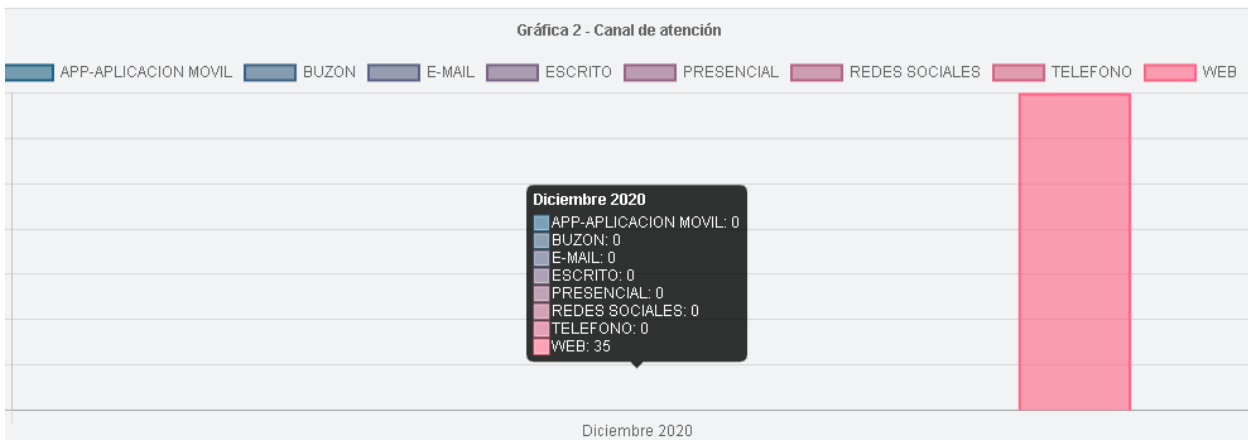 Gráfica 2 - Canal de atención
APP-APLICACION MOVIL BUZON E-MAIL ESCRITO PRESENCIAL REDES SOCIALES TELEFONO WEB
Diciembre 2020
APP-APLICACION MOVIL: 0
BUZON: 0
E-MAIL: 0
ESCRITO: 0
PRESENCIAL: 0
REDES SOCIALES: 0
TELEFONO: 0
WEB: 35
Diciembre 2020